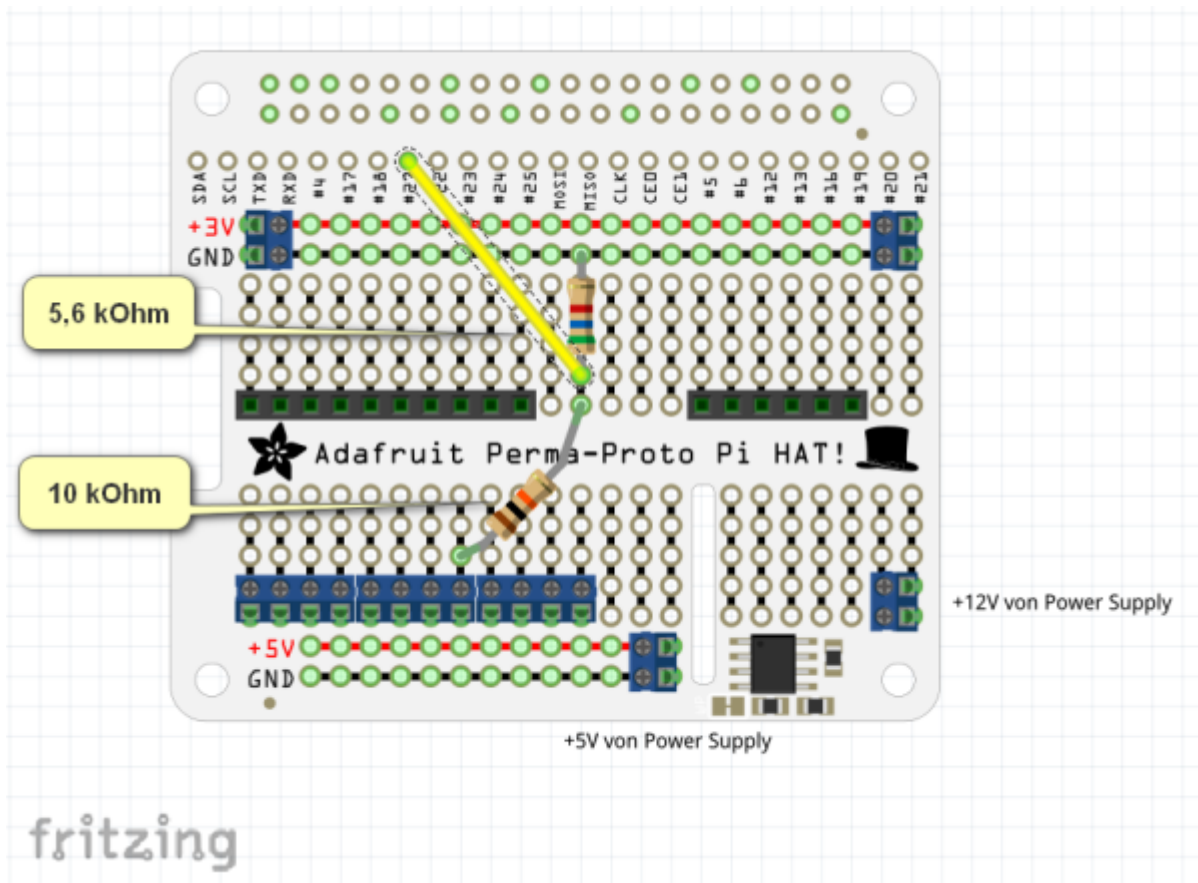 SDA SCL TXD RXD #4 #17 #18 #27 #22 #23 #24 #25 MOSI MISO CLK CE0 CE1 #5 #6 #12 #13 #16 #19 #20 #21
+3V
GND
5,6 kOhm
Adafruit Perma-Proto Pi HAT!
10 kOhm
+12V von Power Supply
+5V
GND
+5V von Power Supply
fritzing